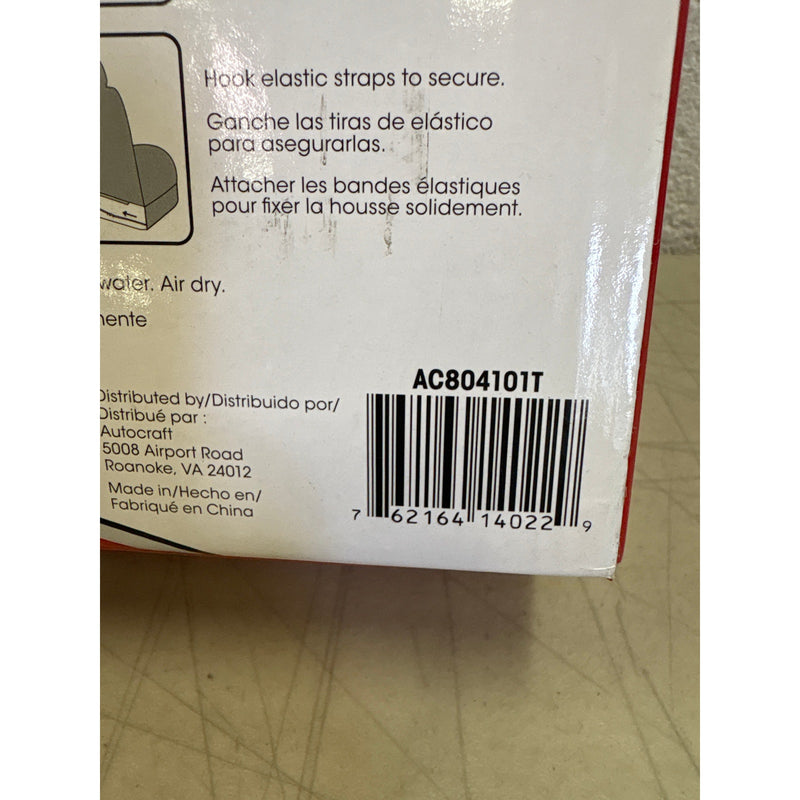 Hook elastic straps to secure.
Ganche las tiras de elástico
para asegurarlas.
Attacher les bandes élastiques
pour fixer la housse solidement.
water. Air dry.
mente
Distributed by/Distribuido por/
Distribué par :
Autocraft
5008 Airport Road
Roanoke, VA 24012
Made in/Hecho en/
Fabriqué en China
AC804101T
7 62164 14022 9